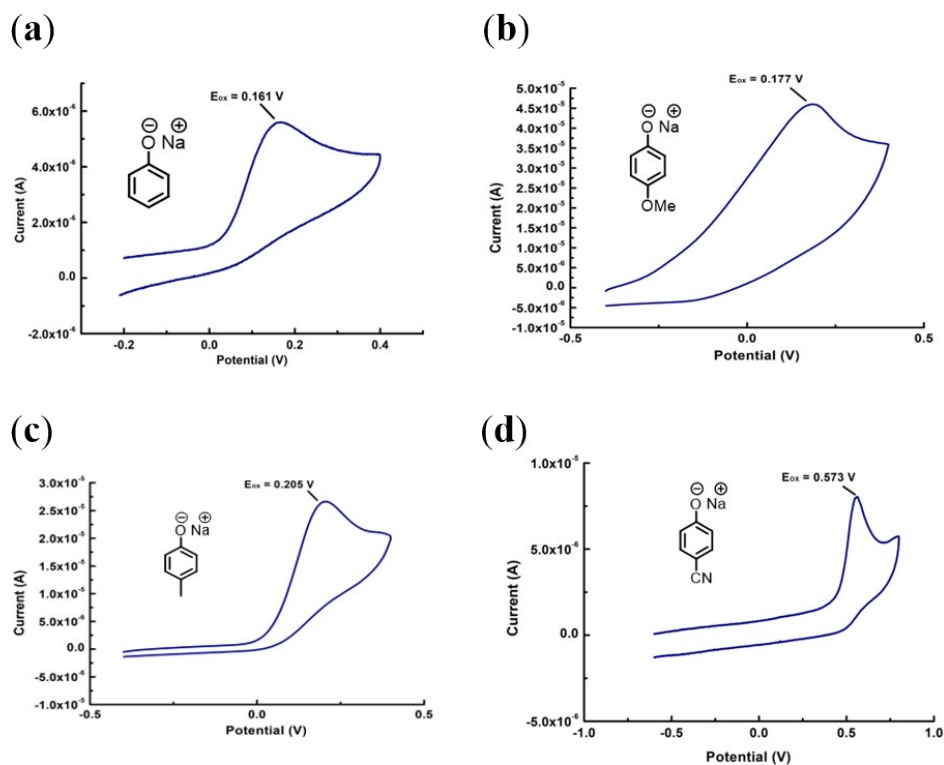 (a)
Eox = 0.161 V
⊖ ⊕
O Na
6.0x10⁻⁶
4.0x10⁻⁶
2.0x10⁻⁶
0.0
-2.0x10⁻⁶
Current (A)
-0.2 0.0 0.2 0.4
Potential (V)
(b)
Eox = 0.177 V
⊖ ⊕
O Na
OMe
5.0x10⁻⁵
4.5x10⁻⁵
4.0x10⁻⁵
3.5x10⁻⁵
3.0x10⁻⁵
2.5x10⁻⁵
2.0x10⁻⁵
1.5x10⁻⁵
1.0x10⁻⁵
5.0x10⁻⁶
0.0
-5.0x10⁻⁶
-1.0x10⁻⁵
Current (A)
-0.5 0.0 0.5
Potential (V)
(c)
Eox = 0.205 V
⊖ ⊕
O Na
3.0x10⁻⁵
2.5x10⁻⁵
2.0x10⁻⁵
1.5x10⁻⁵
1.0x10⁻⁵
5.0x10⁻⁶
0.0
-5.0x10⁻⁶
-1.0x10⁻⁵
Current (A)
-0.5 0.0 0.5
Potential (V)
(d)
Eox = 0.573 V
⊖ ⊕
O Na
CN
1.0x10⁻⁵
5.0x10⁻⁶
0.0
-5.0x10⁻⁶
Current (A)
-1.0 -0.5 0.0 0.5 1.0
Potential (V)